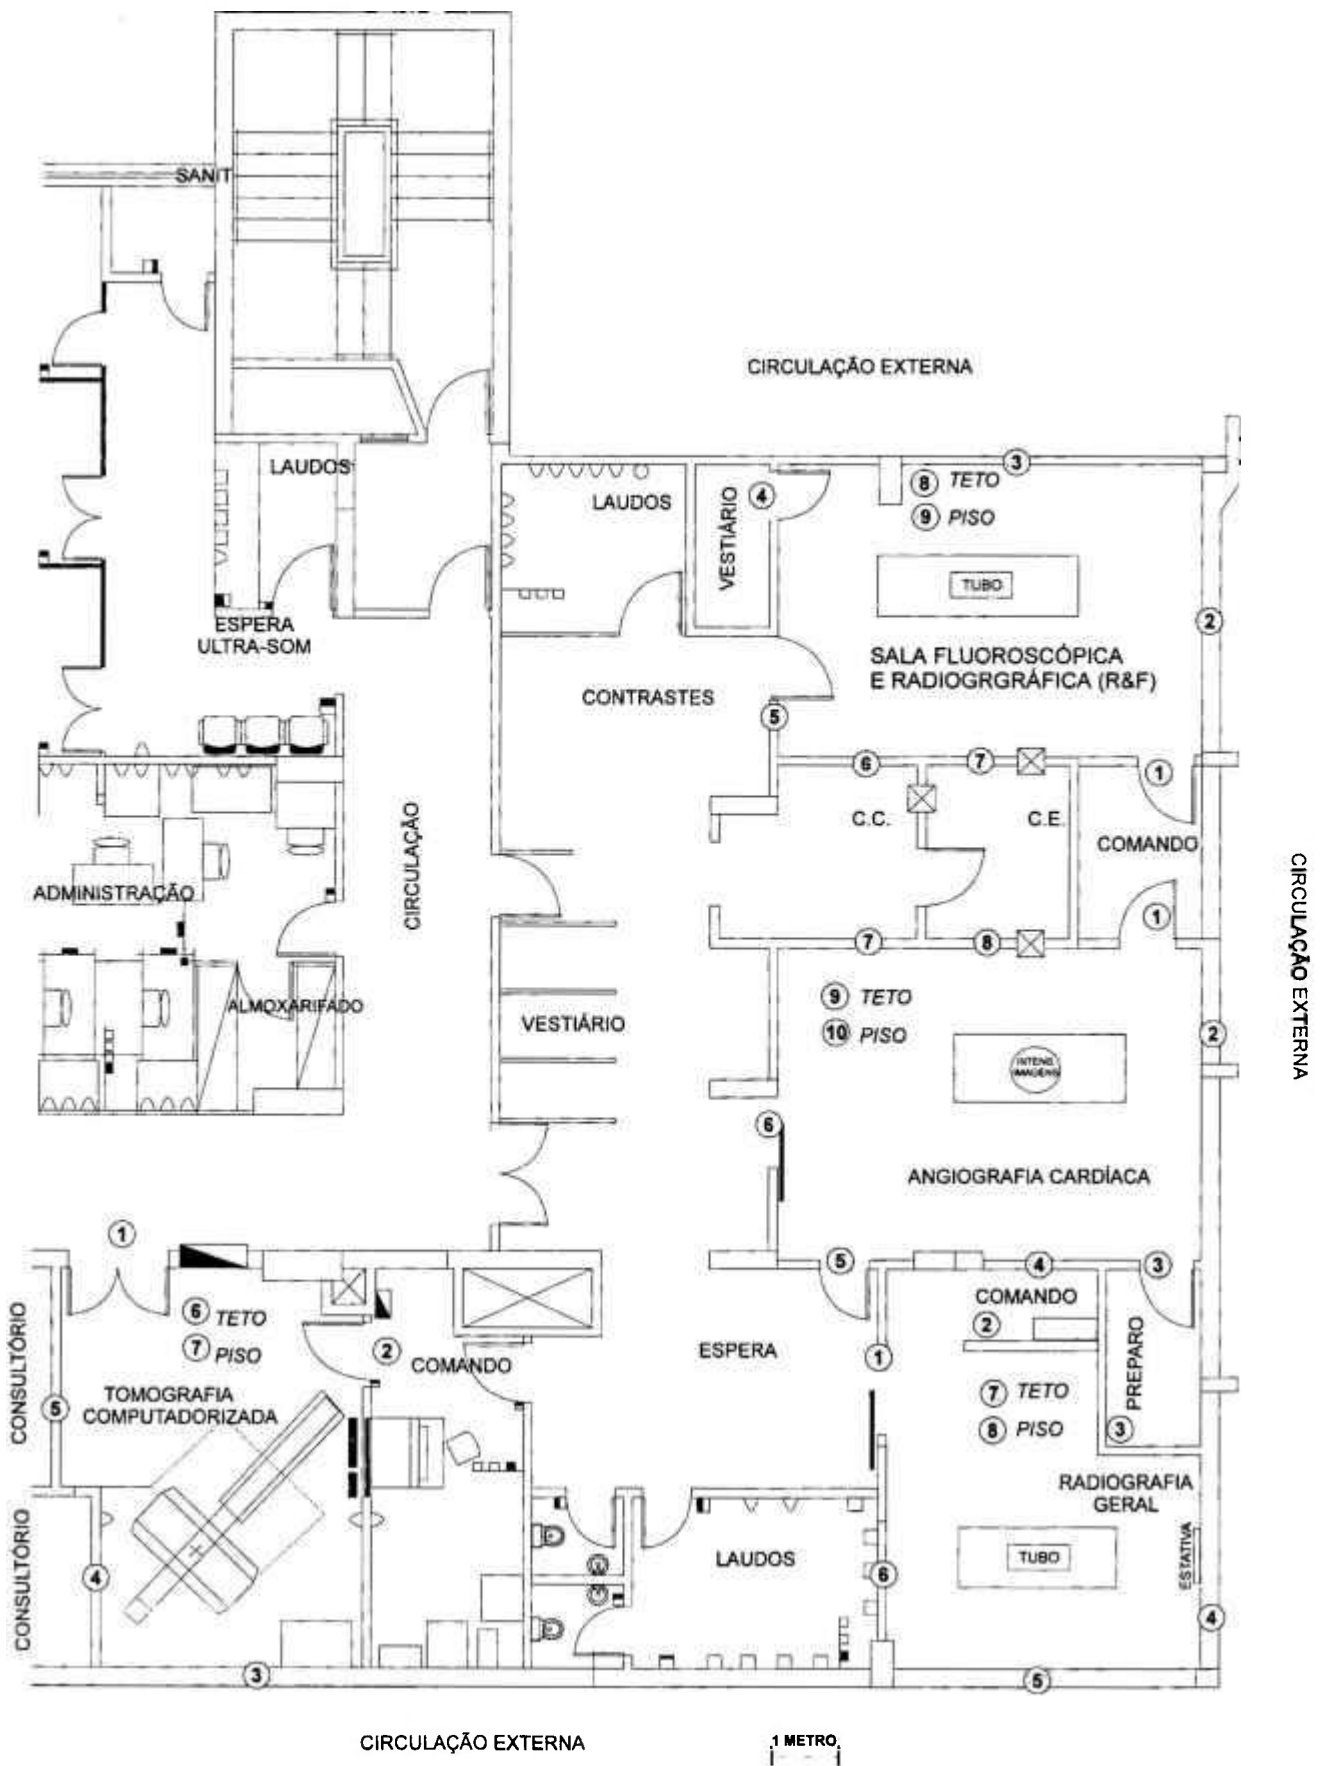 SANIT
CIRCULAÇÃO EXTERNA
LAUDOS
LAUDOS
VESTIÁRIO
4
3
8 TETO
9 PISO
TUBO
2
ESPERA
ULTRA-SOM
SALA FLUOROSCÓPICA
E RADIOGRGRÁFICA (R&F)
CONTRASTES
5
6
7
1
C.C.
C.E.
COMANDO
CIRCULAÇÃO
ADMINISTRAÇÃO
CIRCULAÇÃO EXTERNA
1
7
8
ALMOXARIFADO
VESTIÁRIO
9 TETO
10 PISO
2
INTENS.
IMAGENS
6
ANGIOGRAFIA CARDÍACA
1
5
4
3
CONSULTÓRIO
6 TETO
7 PISO
2
COMANDO
ESPERA
1
COMANDO
2
PREPARO
3
7 TETO
8 PISO
TOMOGRAFIA
COMPUTADORIZADA
5
RADIOGRAFIA
GERAL
CONSULTÓRIO
4
LAUDOS
6
TUBO
ESTATIVA
4
3
5
CIRCULAÇÃO EXTERNA
1 METRO